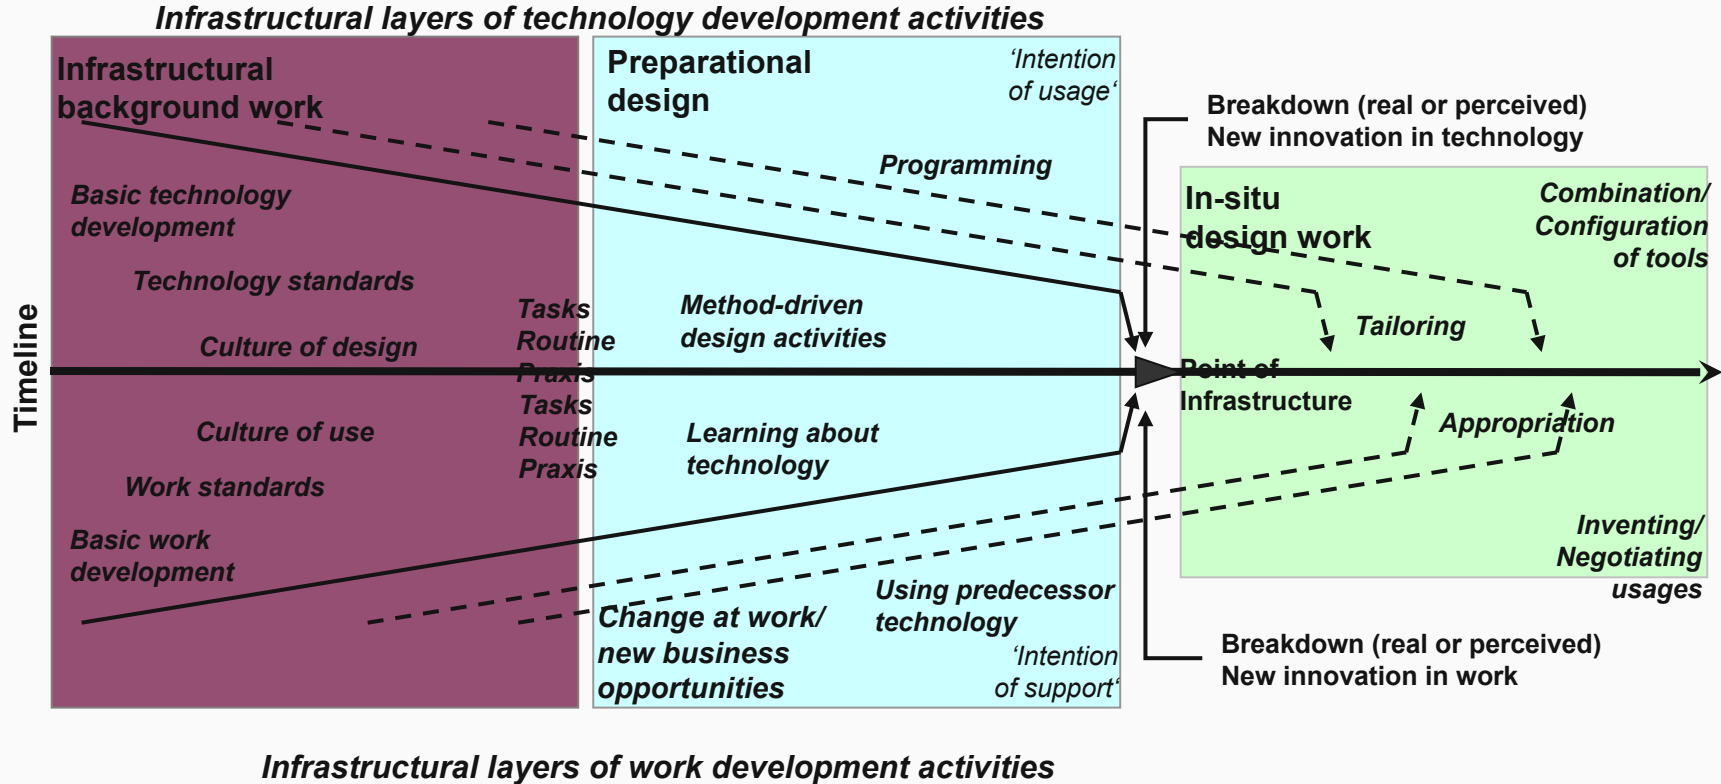 Infrastructural layers of technology development activities
Infrastructural
background work
Basic technology
development
Technology standards
Culture of design
Timeline
Culture of use
Work standards
Basic work
development
Tasks
Routine
Praxis
Tasks
Routine
Praxis
Preparational
design
‘Intention
of usage‘
Programming
Method-driven
design activities
Learning about
technology
Using predecessor
technology
Change at work/
new business
opportunities
‘Intention
of support‘
Breakdown (real or perceived)
New innovation in technology
In-situ
design work
Combination/
Configuration
of tools
Tailoring
Point of
Infrastructure
Appropriation
Inventing/
Negotiating
usages
Breakdown (real or perceived)
New innovation in work
Infrastructural layers of work development activities